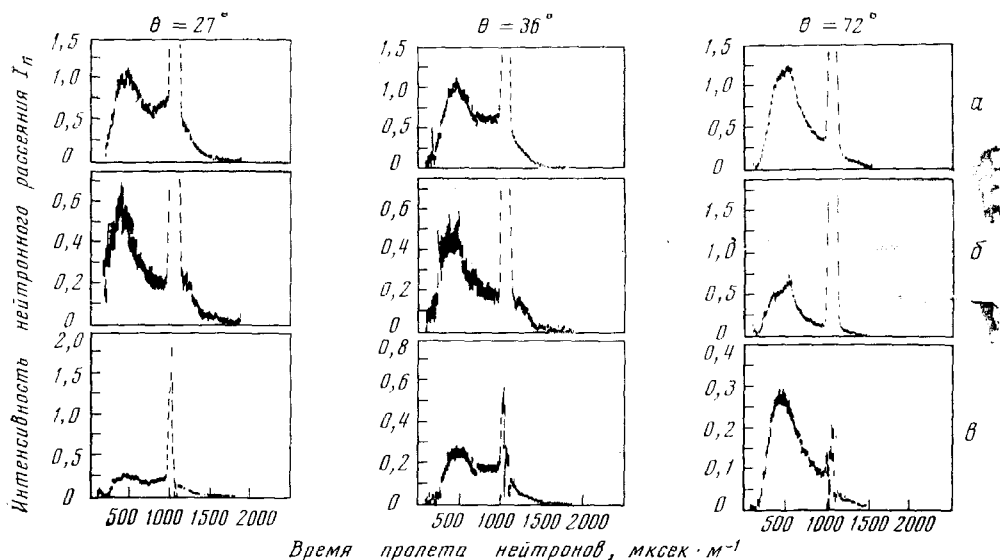 θ = 27° θ = 36° θ = 72°
Интенсивность нейтронного рассеяния Iп
1,5 1,0 0,5 0
1,5 1,0 0,5 0
1,5 1,0 0,5 0
а
0,6 0,4 0,2 0
0,6 0,4 0,2 0
1,5 1,0 0,5 0
б
2,0 1,5 1,0 0,5 0
0,8 0,6 0,4 0,2 0
0,4 0,3 0,2 0,1 0
в
500 1000 1500 2000
500 1000 1500 2000
500 1000 1500 2000
Время пролета нейтронов, мксек · м⁻¹